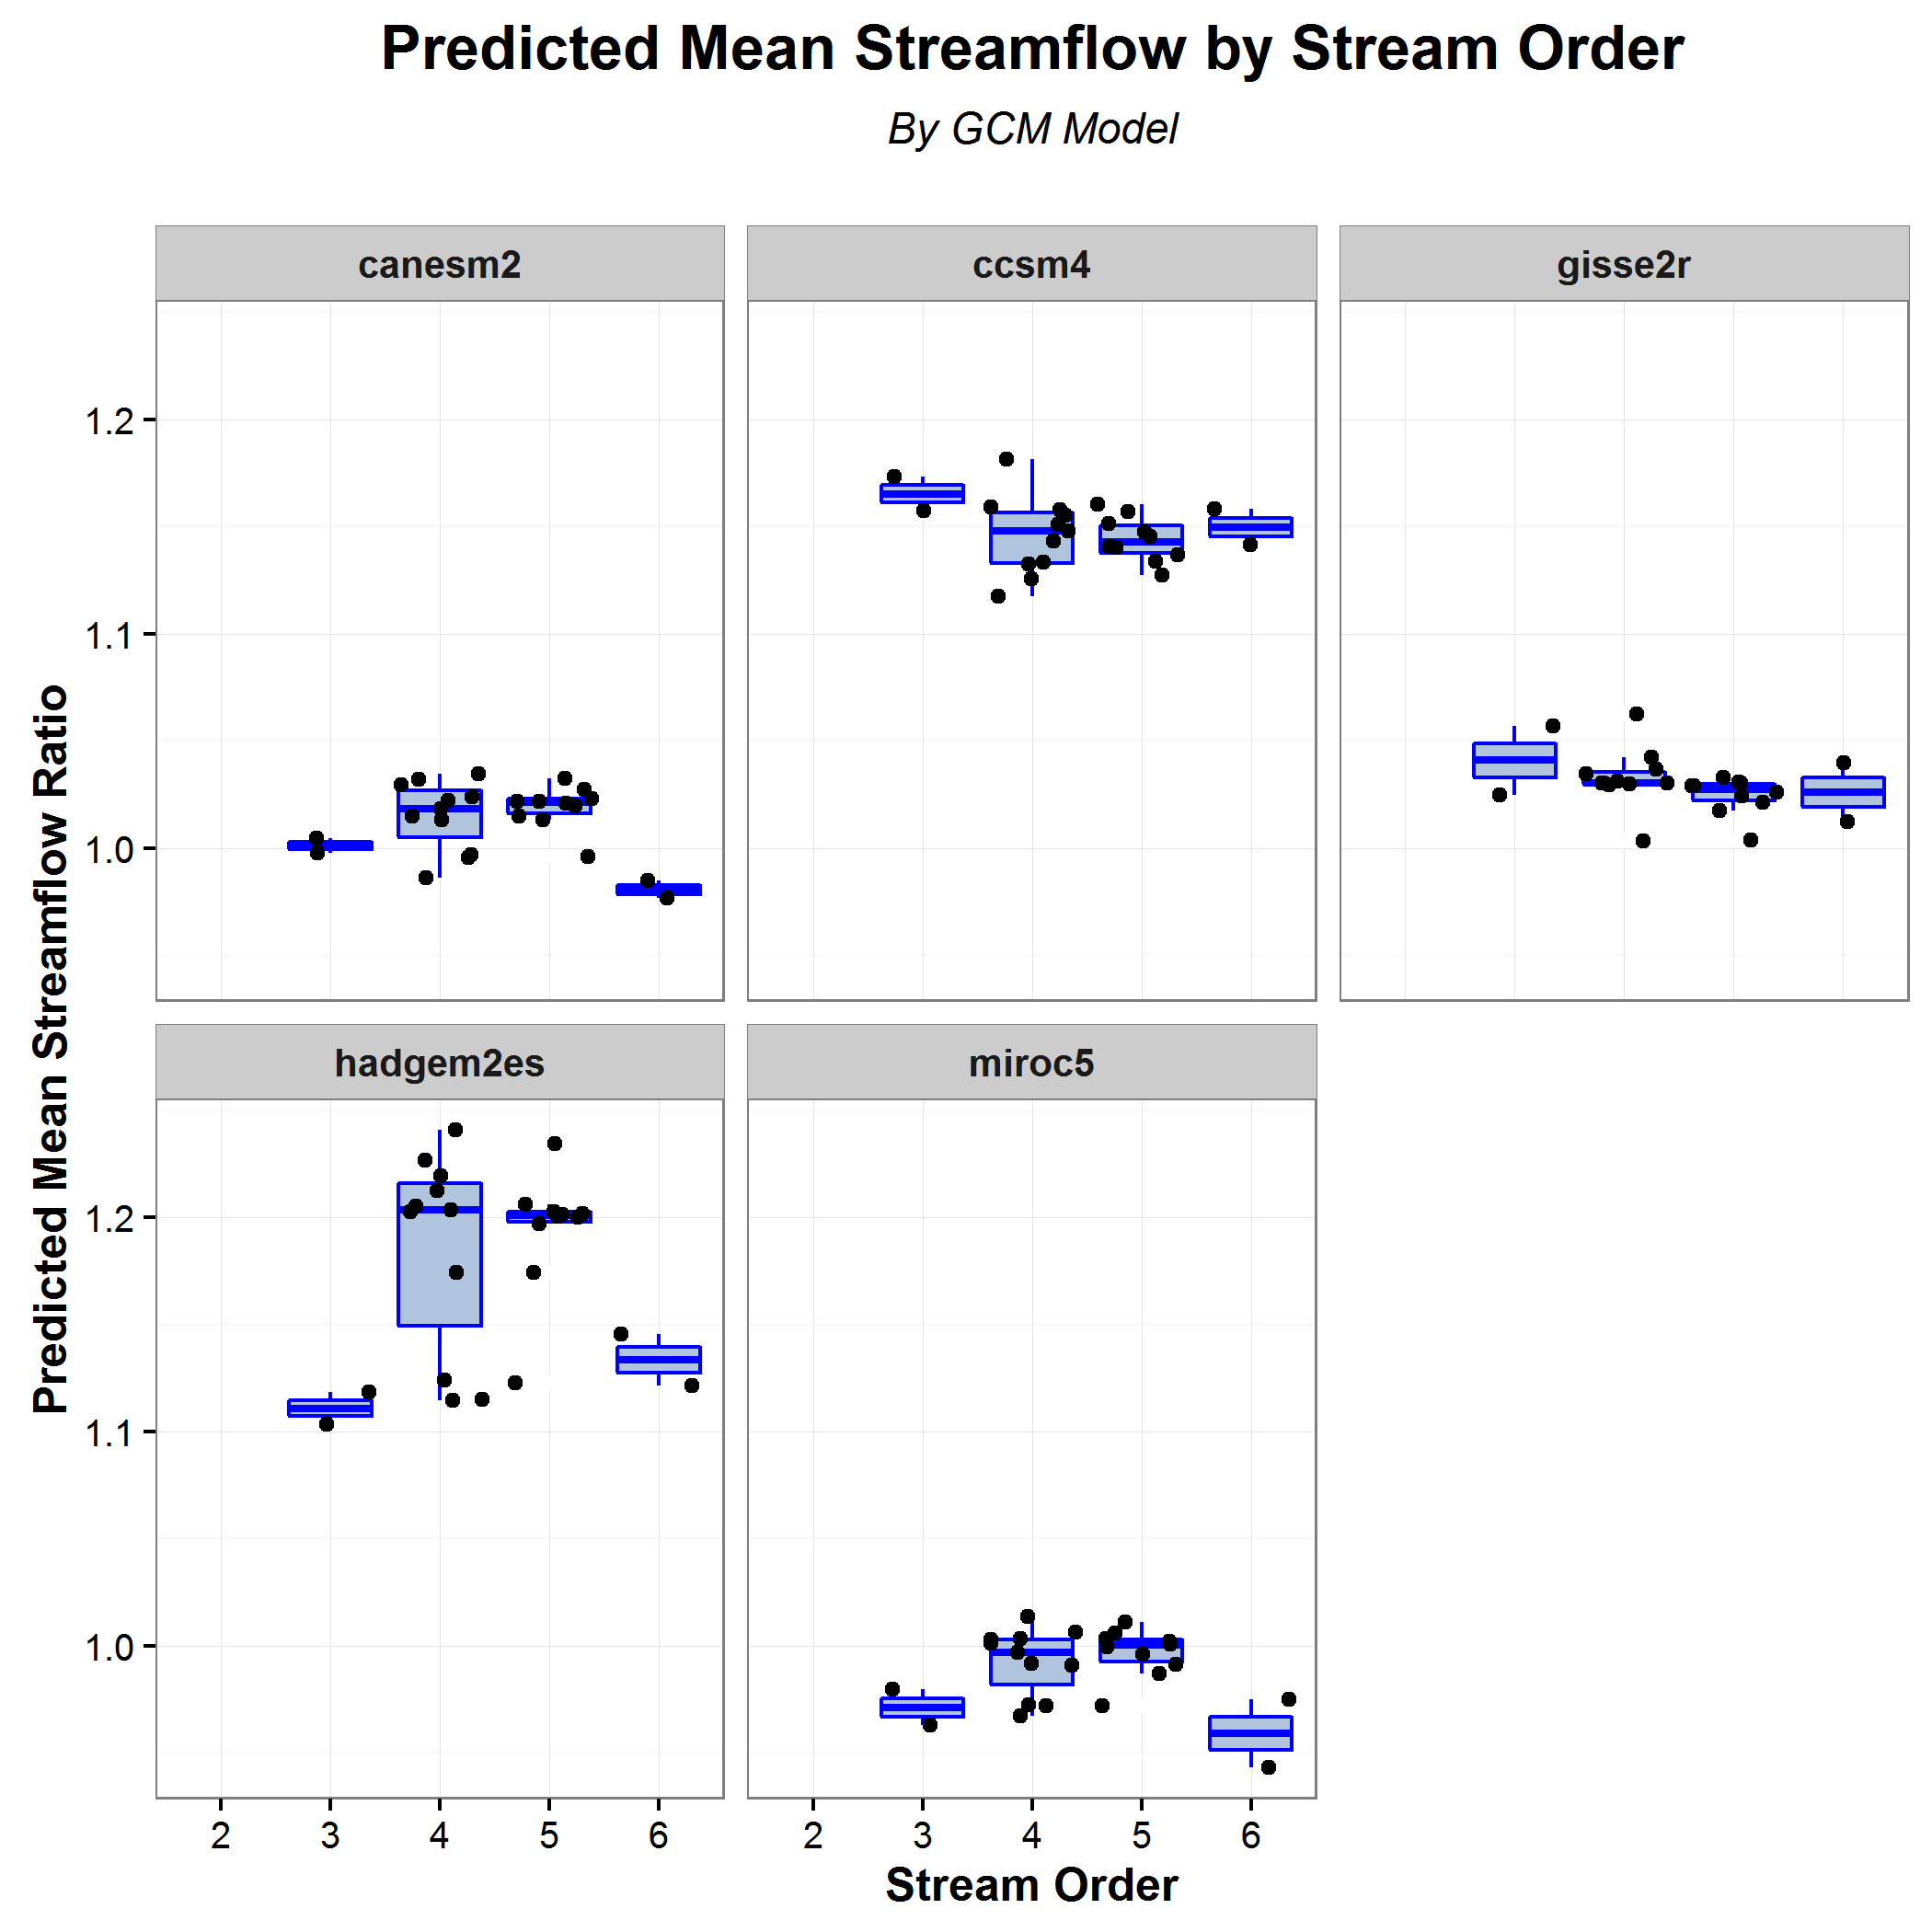 Predicted Mean Streamflow by Stream Order
By GCM Model
canesm2
ccsm4
gisse2r
1.2
1.1
1.0
Predicted Mean Streamflow Ratio
hadgem2es
miroc5
1.2
1.1
1.0
2 3 4 5 6
2 3 4 5 6
Stream Order